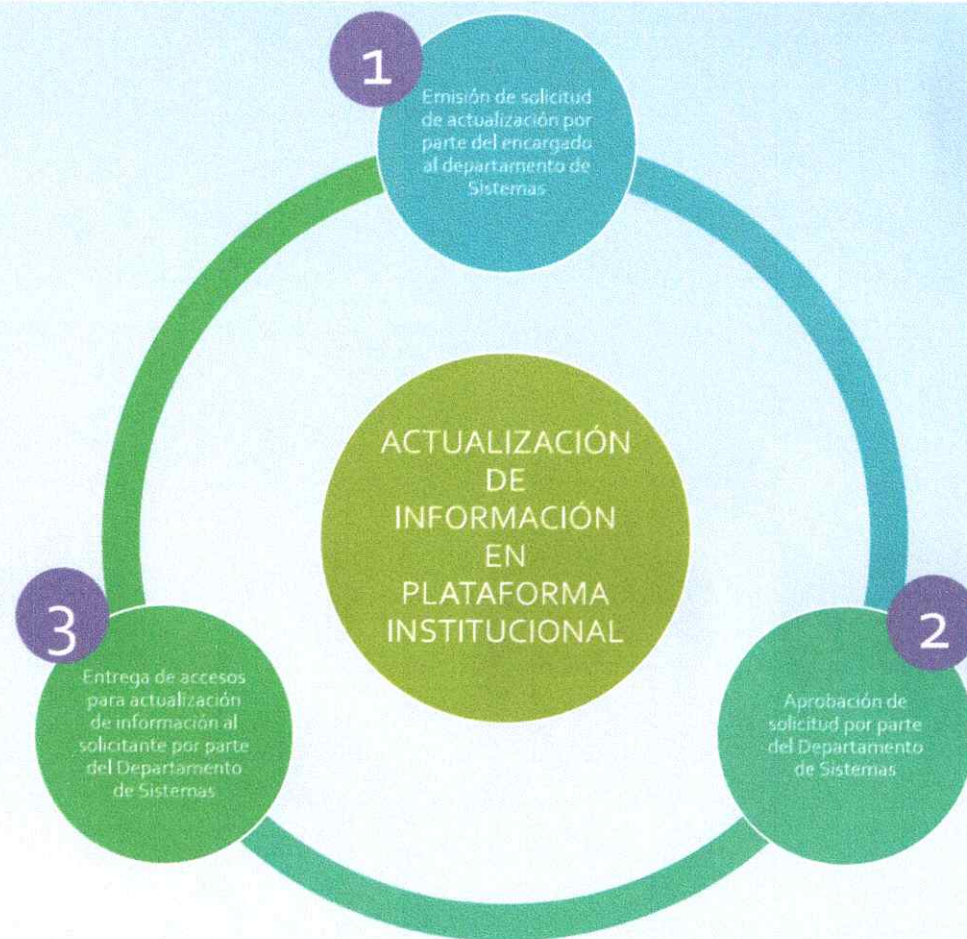 1
Emisión de solicitud
de actualización por
parte del encargado
al departamento de
Sistemas
ACTUALIZACIÓN
DE
INFORMACIÓN
EN
PLATAFORMA
INSTITUCIONAL
2
Aprobación de
solicitud por parte
del Departamento
de Sistemas
3
Entrega de accesos
para actualización
de información al
solicitante por parte
del Departamento
de Sistemas